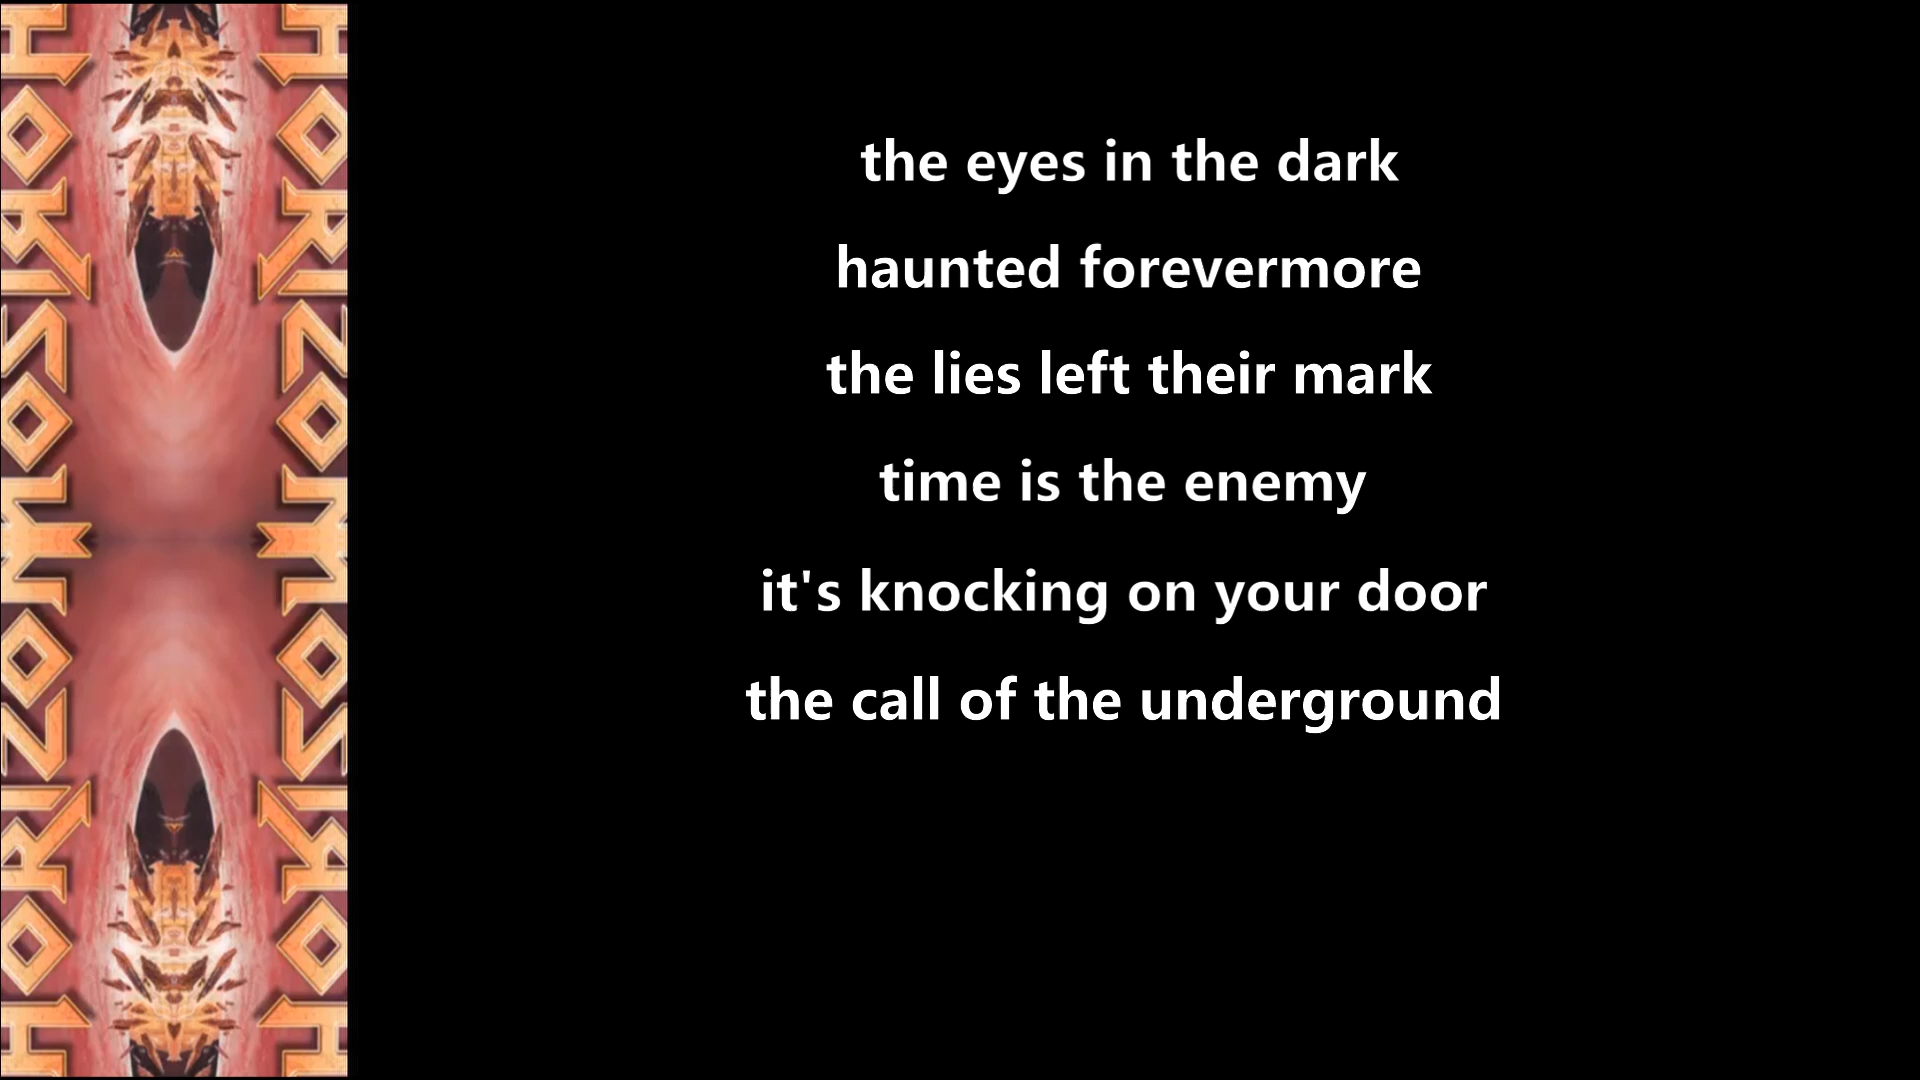 HORIZON
the eyes in the dark
haunted forevermore
the lies left their mark
time is the enemy
it's knocking on your door
the call of the underground